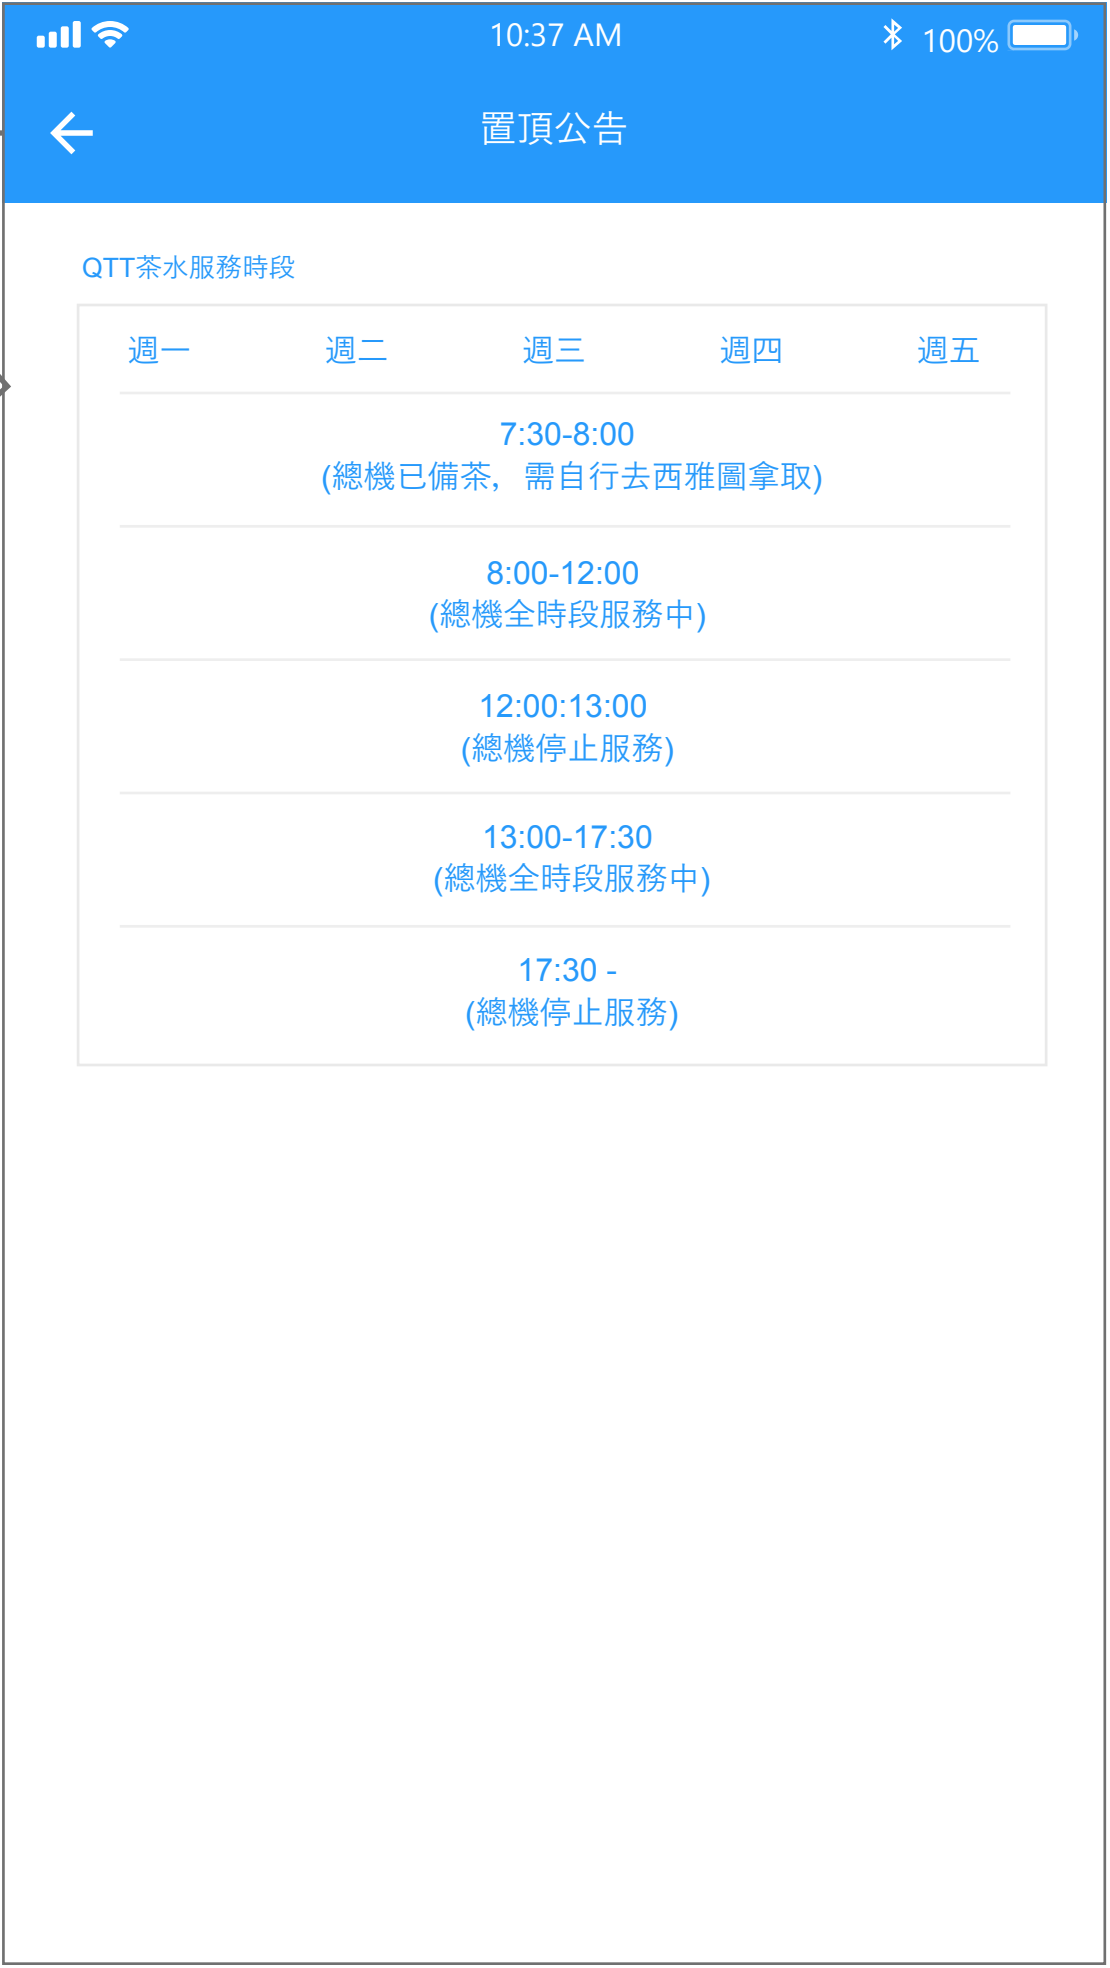 10:37 AM
100%
置頂公告
QTT茶水服務時段
週一 週二 週三 週四 週五
7:30-8:00
(總機已備茶，需自行去西雅圖拿取)
8:00-12:00
(總機全時段服務中)
12:00:13:00
(總機停止服務)
13:00-17:30
(總機全時段服務中)
17:30 -
(總機停止服務)